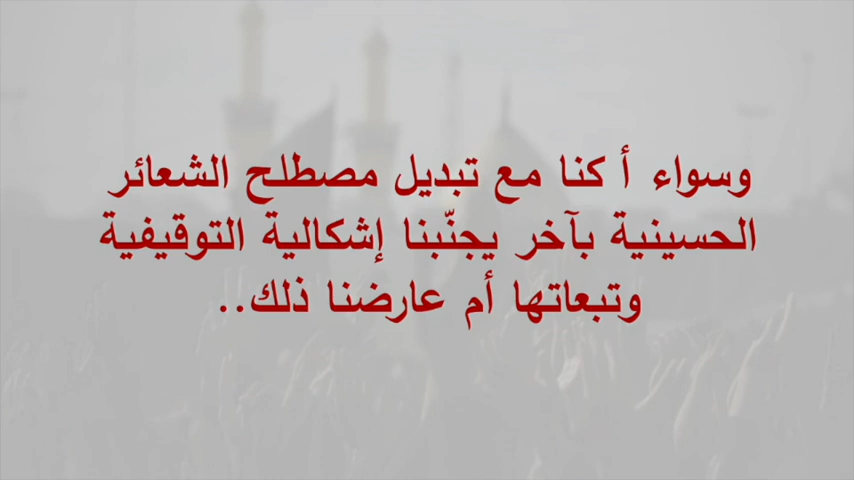 وسواء أ كنا مع تبديل مصطلح الشعائر
الحسينية بآخر يجنّبنا إشكالية التوقيفية
وتبعاتها أم عارضنا ذلك..